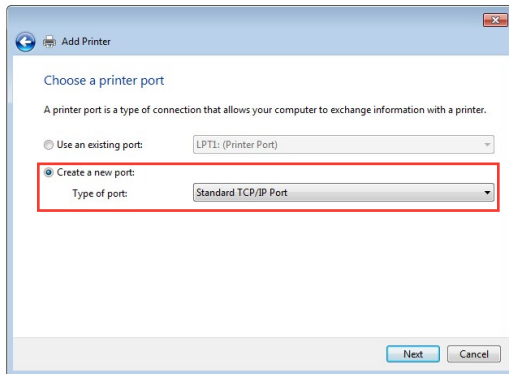 Add Printer
Choose a printer port
A printer port is a type of connection that allows your computer to exchange information with a printer.
Use an existing port: LPT1: (Printer Port)
Create a new port:
Type of port: Standard TCP/IP Port
Next Cancel